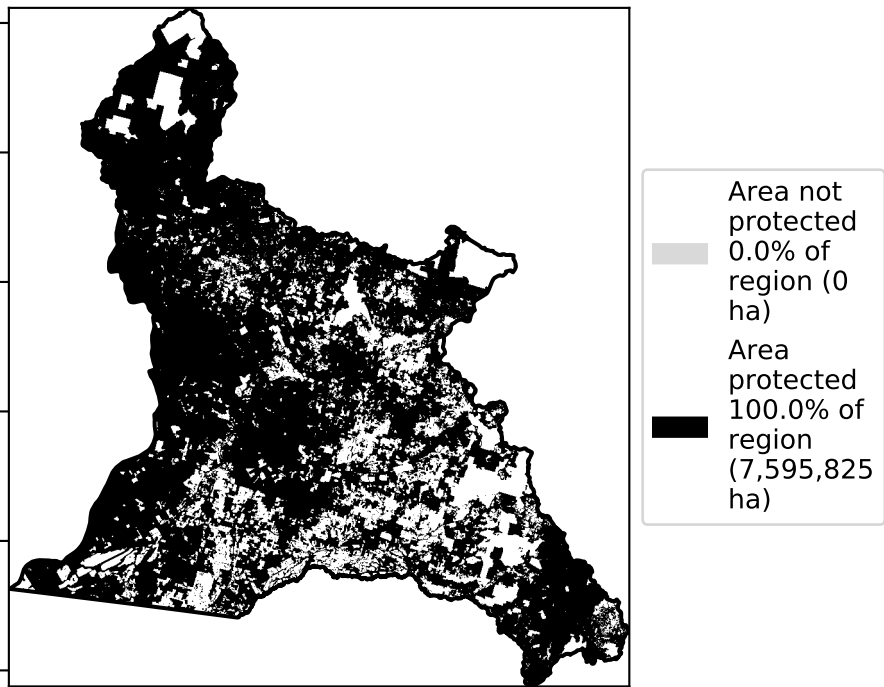 Area not
protected
0.0% of
region (0
ha)
Area
protected
100.0% of
region
(7,595,825
ha)